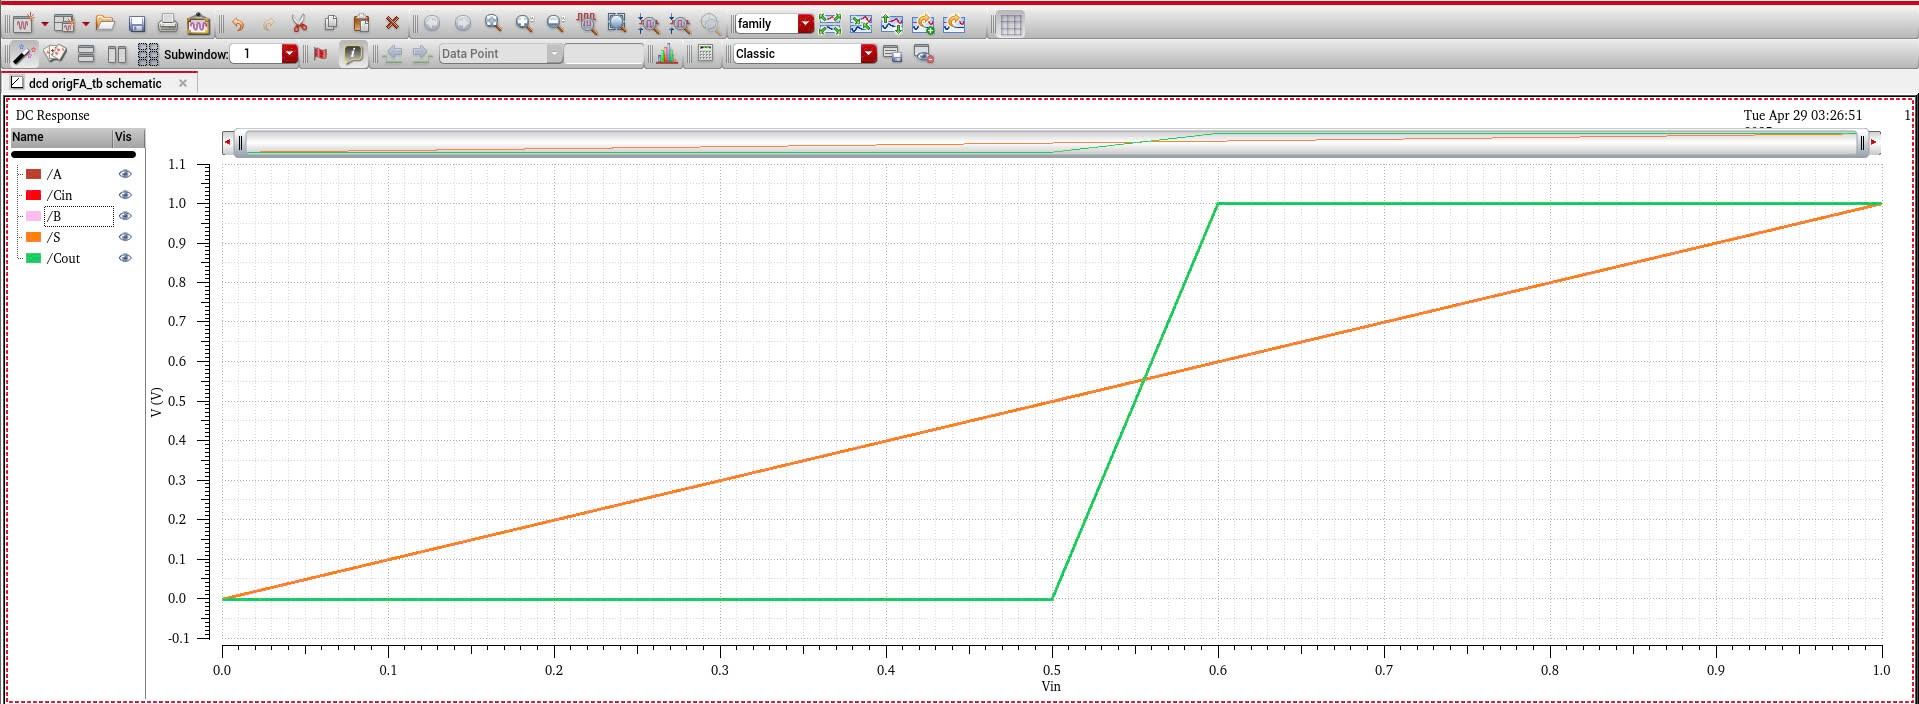 family
Subwindow: 1
Data Point
Classic
dcd origFA_tb schematic
DC Response
Tue Apr 29 03:26:51
1
Name Vis
/A
/Cin
/B
/S
/Cout
1.1
1.0
0.9
0.8
0.7
0.6
0.5
0.4
0.3
0.2
0.1
0.0
-0.1
V (V)
0.0 0.1 0.2 0.3 0.4 0.5 0.6 0.7 0.8 0.9 1.0
Vin